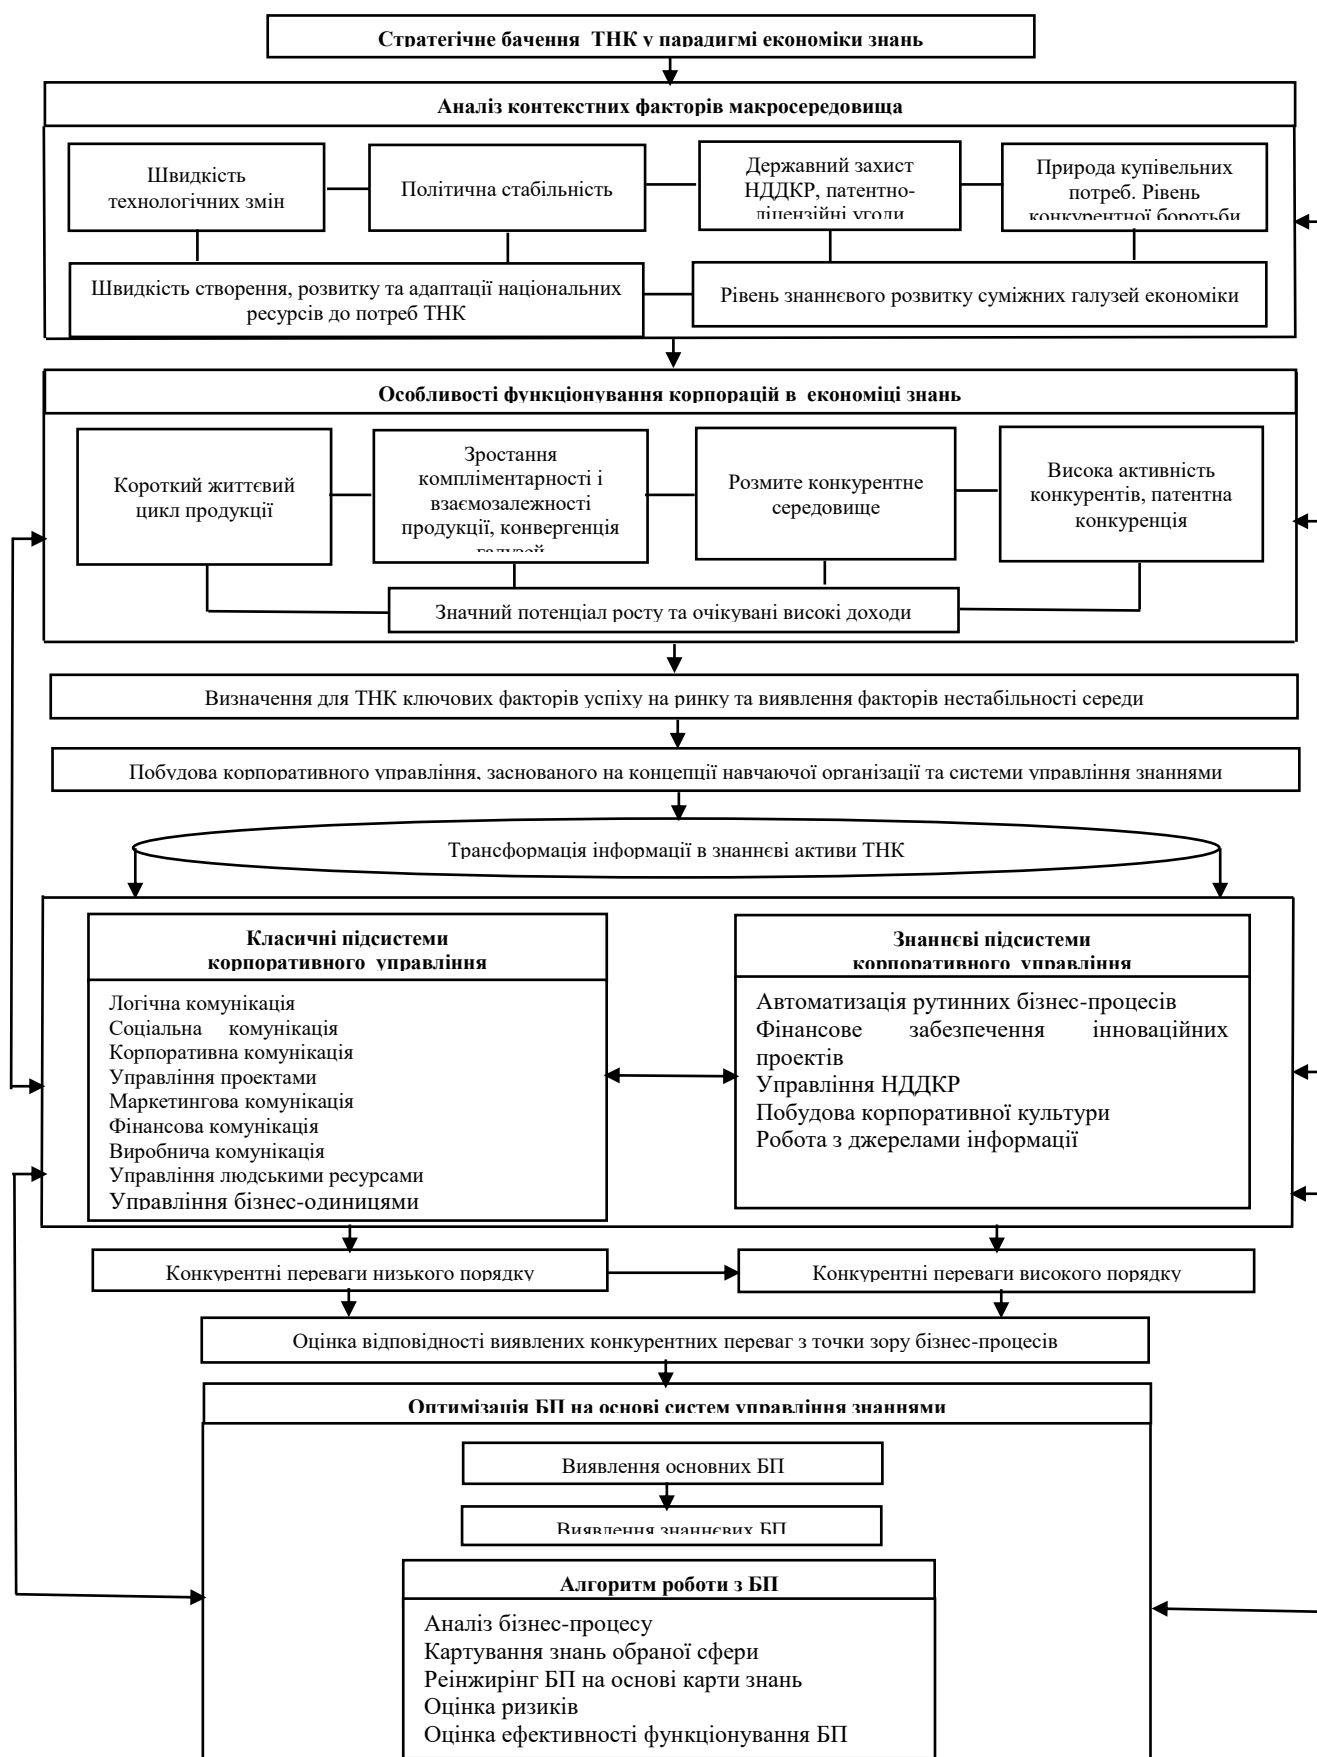 Стратегічне бачення ТНК у парадигмі економіки знань
Аналіз контекстних факторів макросередовища
Швидкість
технологічних змін
Політична стабільність
Державний захист
НДДКР, патентно-
ліцензійні угоди
Природа купівельних
потреб. Рівень
конкурентної боротьби
Швидкість створення, розвитку та адаптації національних
ресурсів до потреб ТНК
Рівень знаннєвого розвитку суміжних галузей економіки
Особливості функціонування корпорацій в економіці знань
Короткий життєвий
цикл продукції
Зростання
компліментарності і
взаємозалежності
продукції, конвергенція
галузей
Розмите конкурентне
середовище
Висока активність
конкурентів, патентна
конкуренція
Значний потенціал росту та очікувані високі доходи
Визначення для ТНК ключових факторів успіху на ринку та виявлення факторів нестабільності середи
Побудова корпоративного управління, заснованого на концепції навчаючої організації та системи управління знаннями
Трансформація інформації в знаннєві активи ТНК
Класичні підсистеми
корпоративного управління
Логічна комунікація
Соціальна комунікація
Корпоративна комунікація
Управління проектами
Маркетингова комунікація
Фінансова комунікація
Виробнича комунікація
Управління людськими ресурсами
Управління бізнес-одиницями
Знаннєві підсистеми
корпоративного управління
Автоматизація рутинних бізнес-процесів
Фінансове забезпечення інноваційних
проектів
Управління НДДКР
Побудова корпоративної культури
Робота з джерелами інформації
Конкурентні переваги низького порядку
Конкурентні переваги високого порядку
Оцінка відповідності виявлених конкурентних переваг з точки зору бізнес-процесів
Оптимізація БП на основі систем управління знаннями
Виявлення основних БП
Виявлення знаннєвих БП
Алгоритм роботи з БП
Аналіз бізнес-процесу
Картування знань обраної сфери
Реінжирінг БП на основі карти знань
Оцінка ризиків
Оцінка ефективності функціонування БП